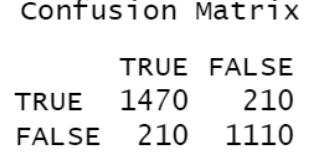 Confusion Matrix
TRUE FALSE
TRUE 1470 210
FALSE 210 1110